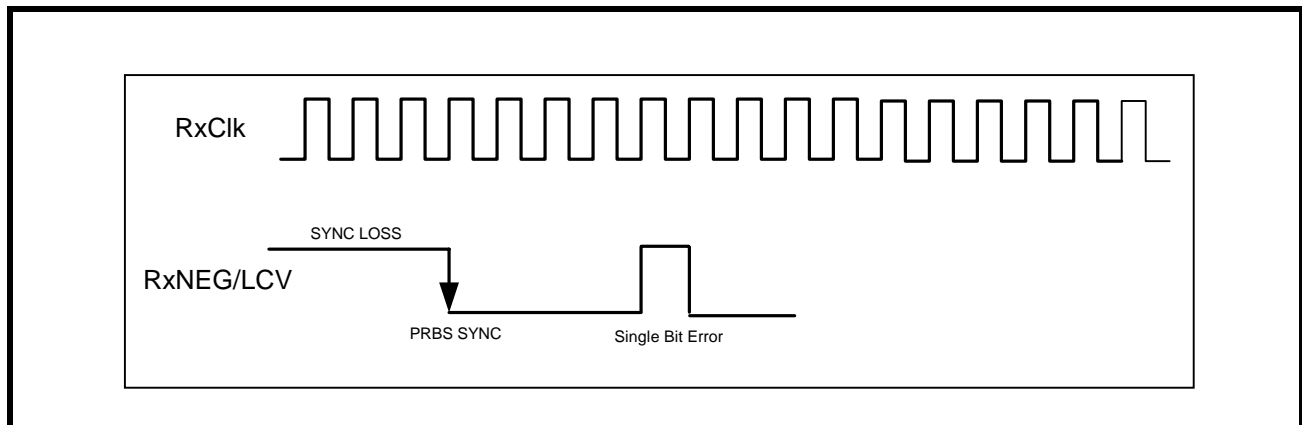 RxClk
SYNC LOSS
RxNEG/LCV
PRBS SYNC
Single Bit Error